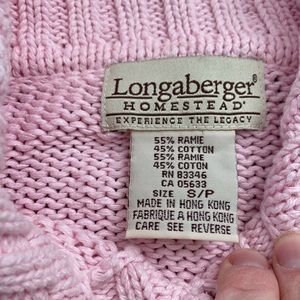 Longaberger®
HOMESTEAD®
EXPERIENCE THE LEGACY
55% RAMIE
45% COTTON
55% RAMIE
45% COTON
RN 83346
CA 05633
SIZE S/P
MADE IN HONG KONG
FABRIQUE A HONG KONG
CARE SEE REVERSE